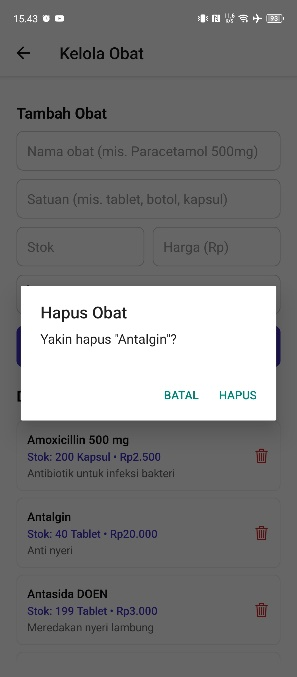 15.43
11,6
K/S
93
Kelola Obat
Tambah Obat
Nama obat (mis. Paracetamol 500mg)
Satuan (mis. tablet, botol, kapsul)
Stok
Harga (Rp)
Hapus Obat
Yakin hapus "Antalgin"?
BATAL
HAPUS
Amoxicillin 500 mg
Stok: 200 Kapsul • Rp2.500
Antibiotik untuk infeksi bakteri
Antalgin
Stok: 40 Tablet • Rp20.000
Anti nyeri
Antasida DOEN
Stok: 199 Tablet • Rp3.000
Meredakan nyeri lambung